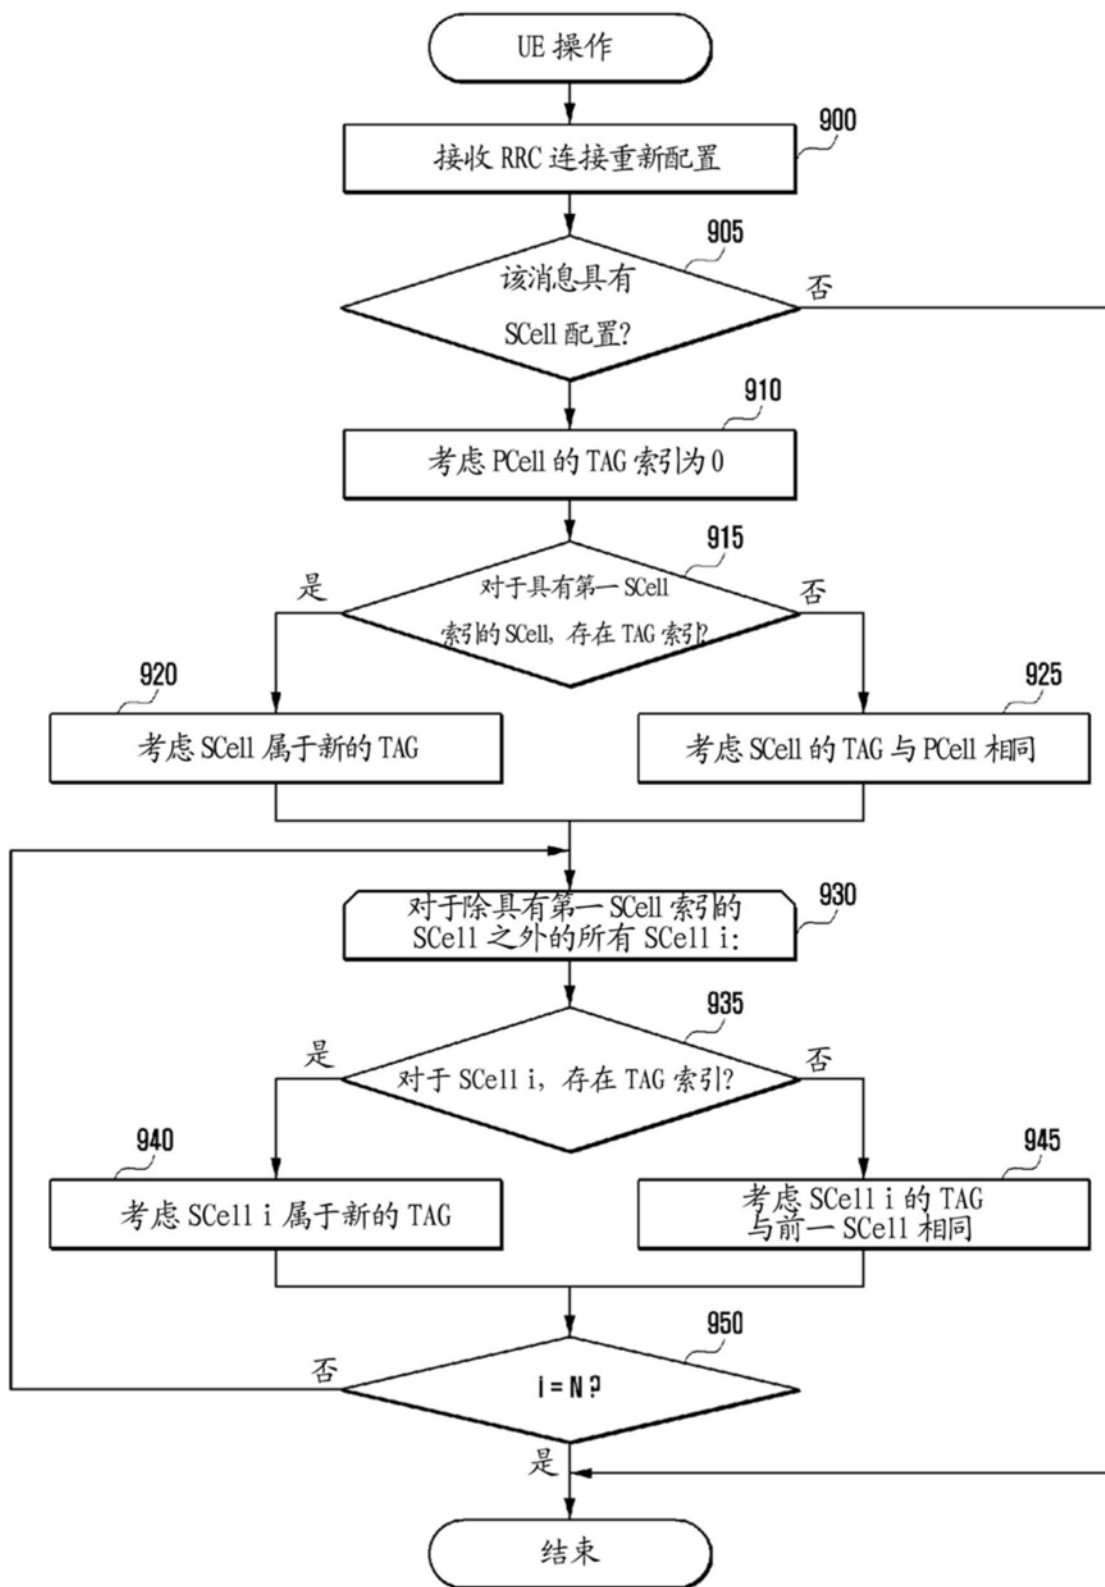 UE 操作
900
接收 RRC 连接重新配置
905
该消息具有
SCell 配置?
否
910
考虑 PCell 的 TAG 索引为 0
915
是
对于具有第一 SCell
索引的 SCell, 存在 TAG 索引?
否
920
考虑 SCell 属于新的 TAG
925
考虑 SCell 的 TAG 与 PCell 相同
930
对于除具有第一 SCell 索引的
SCell 之外的所有 SCell i:
935
是
对于 SCell i, 存在 TAG 索引?
否
940
考虑 SCell i 属于新的 TAG
945
考虑 SCell i 的 TAG
与前一 SCell 相同
950
否
i = N ?
是
结束